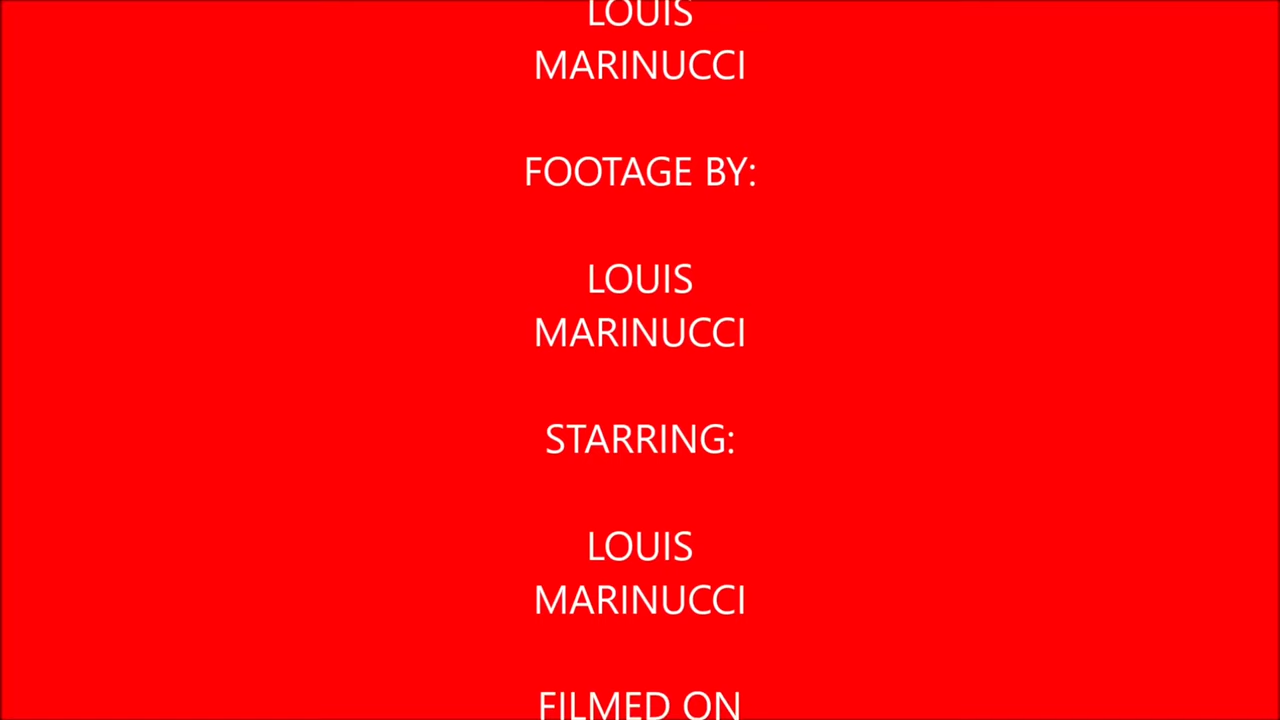 LOUIS
MARINUCCI
FOOTAGE BY:
LOUIS
MARINUCCI
STARRING:
LOUIS
MARINUCCI
FILMED ON